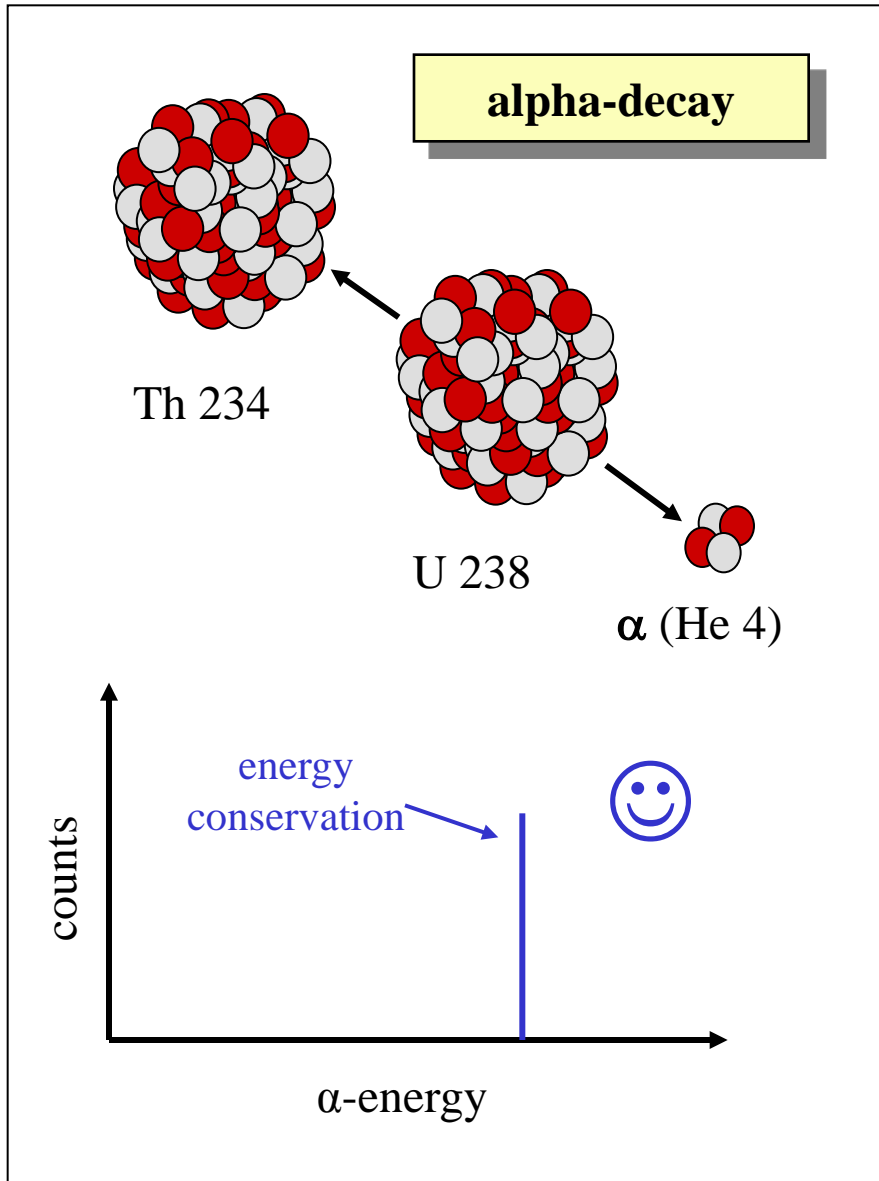 alpha-decay
Th 234
U 238
α (He 4)
energy
conservation
counts
α-energy